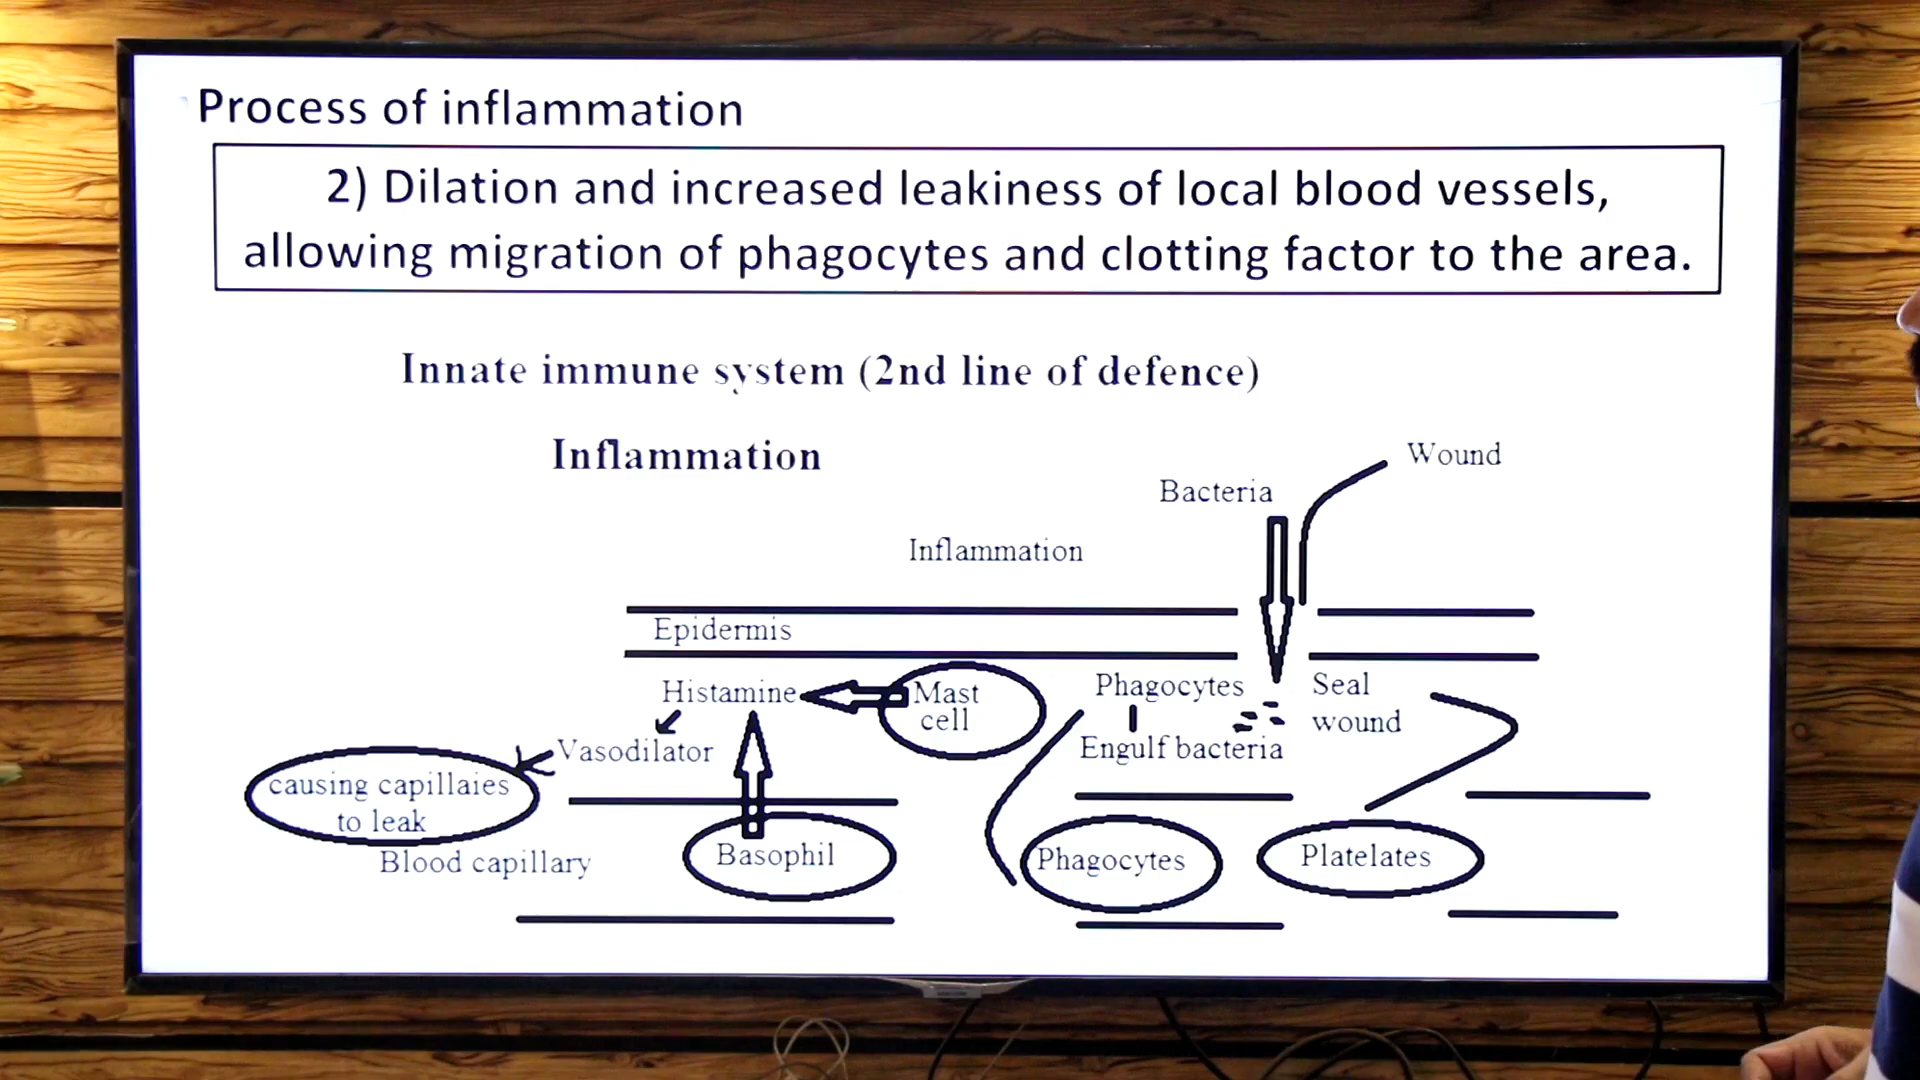 Process of inflammation
2) Dilation and increased leakiness of local blood vessels,
allowing migration of phagocytes and clotting factor to the area.
Innate immune system (2nd line of defence)
Inflammation
Wound
Bacteria
Inflammation
Epidermis
Histamine
Mast
cell
Phagocytes
Seal
wound
Vasodilator
Engulf bacteria
causing capillaies
to leak
Blood capillary
Basophil
Phagocytes
Platelates